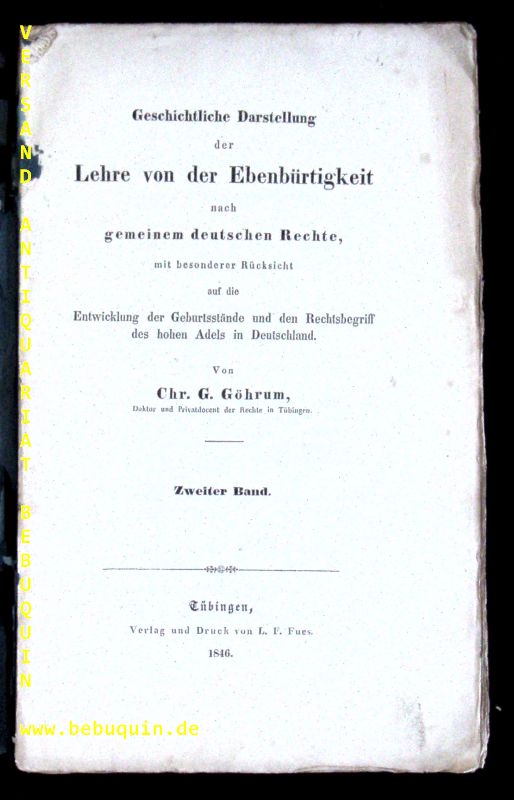 Geschichtliche Darstellung
der
Lehre von der Ebenbürtigkeit
nach
gemeinem deutschen Rechte,
mit besonderer Rücksicht
auf die
Entwicklung der Geburtsstände und den Rechtsbegriff
des hohen Adels in Deutschland.
Von
Chr. G. Göhrum,
Doktor und Privatdocent der Rechte in Tübingen.
Zweiter Band.
Tübingen,
Verlag und Druck von L. F. Fues.
1846.
VERSAND ANTIQUARIAT BEBUQUIN
www.bebuquin.de